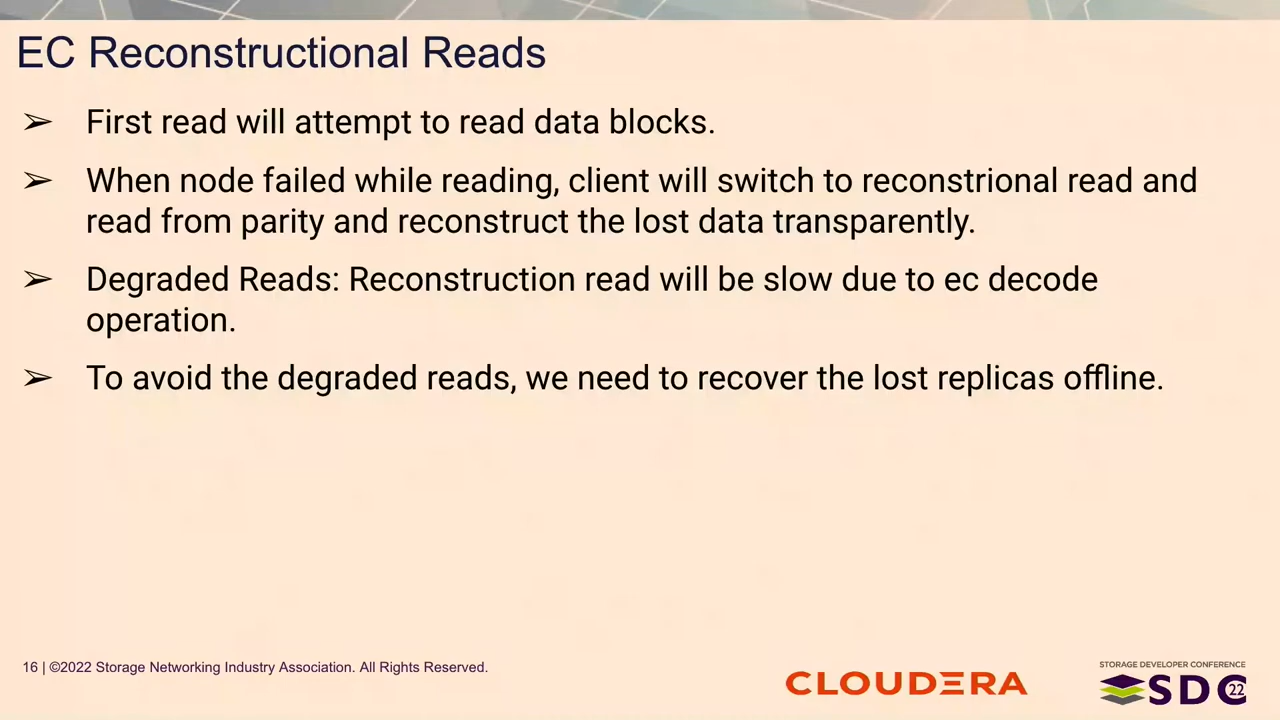 EC Reconstructional Reads
➢ First read will attempt to read data blocks.
➢ When node failed while reading, client will switch to reconstrional read and
read from parity and reconstruct the lost data transparently.
➢ Degraded Reads: Reconstruction read will be slow due to ec decode
operation.
➢ To avoid the degraded reads, we need to recover the lost replicas offline.
16 | ©2022 Storage Networking Industry Association. All Rights Reserved.
CLOUDERA
STORAGE DEVELOPER CONFERENCE
SDC 22